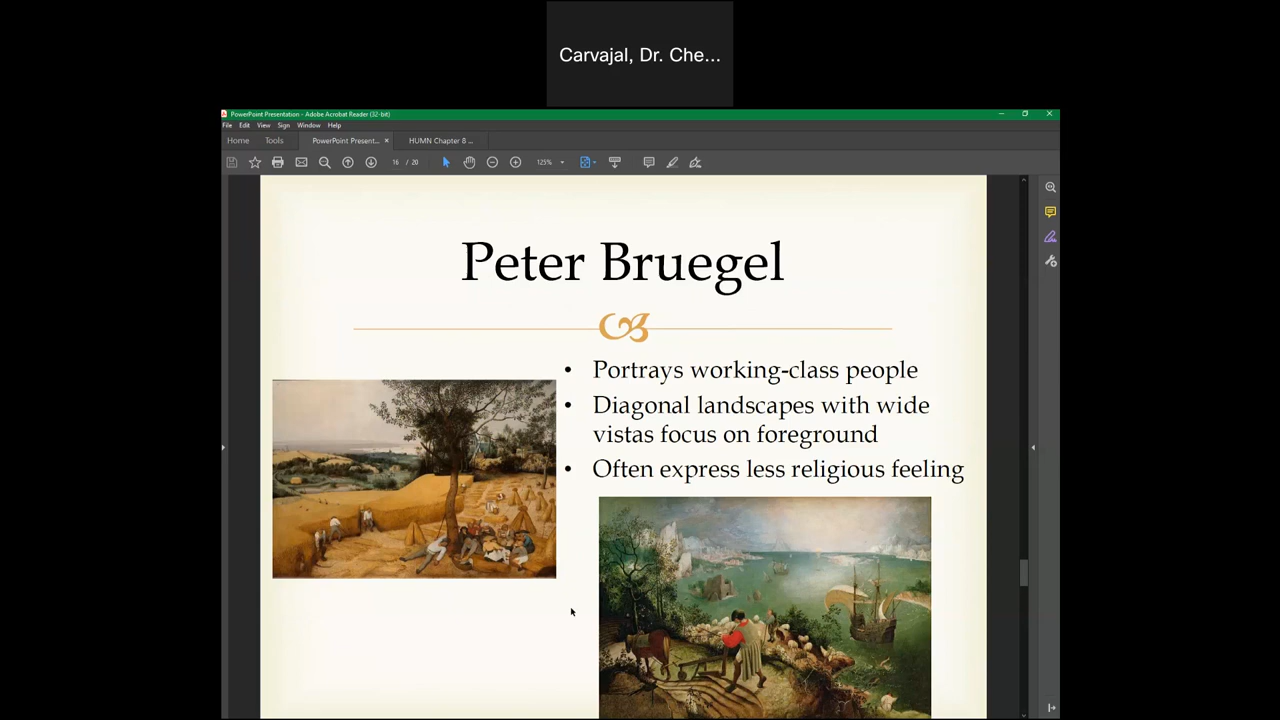 Carvajal, Dr. Che...
PowerPoint Presentation - Adobe Acrobat Reader (32-bit)
File Edit View Sign Window Help
Home Tools PowerPoint Present... × HUMN Chapter 8 ...
16 / 20 125%
Peter Bruegel
• Portrays working-class people
• Diagonal landscapes with wide
vistas focus on foreground
• Often express less religious feeling